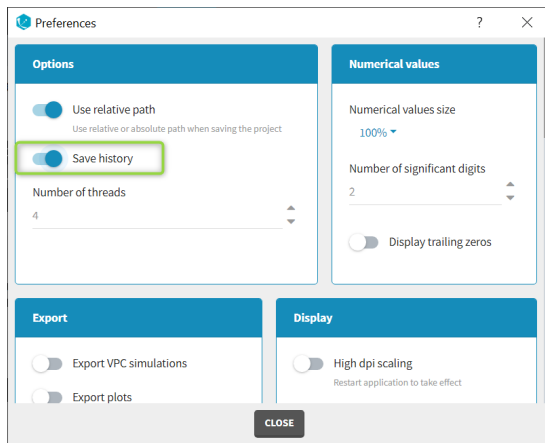 Preferences
?
Options
Use relative path
Use relative or absolute path when saving the project
Save history
Number of threads
4
Numerical values
Numerical values size
100%
Number of significant digits
2
Display trailing zeros
Export
Export VPC simulations
Export plots
Display
High dpi scaling
Restart application to take effect
CLOSE